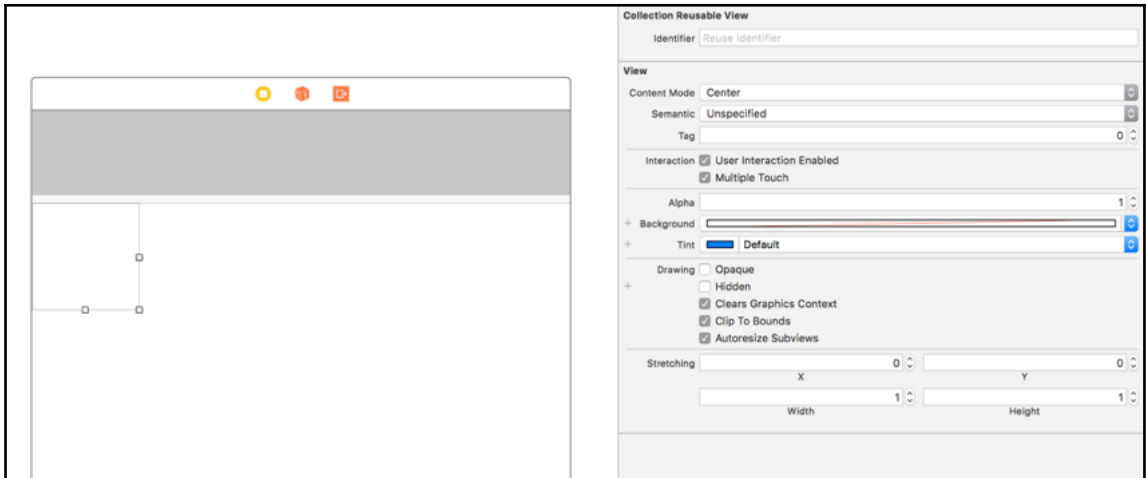 Collection Reusable View
Identifier Reuse Identifier
View
Content Mode Center
Semantic Unspecified
Tag 0
Interaction User Interaction Enabled
Multiple Touch
Alpha 1
+ Background
+ Tint Default
Drawing Opaque
+ Hidden
Clears Graphics Context
Clip To Bounds
Autoresize Subviews
Stretching 0 0
X Y
1 1
Width Height